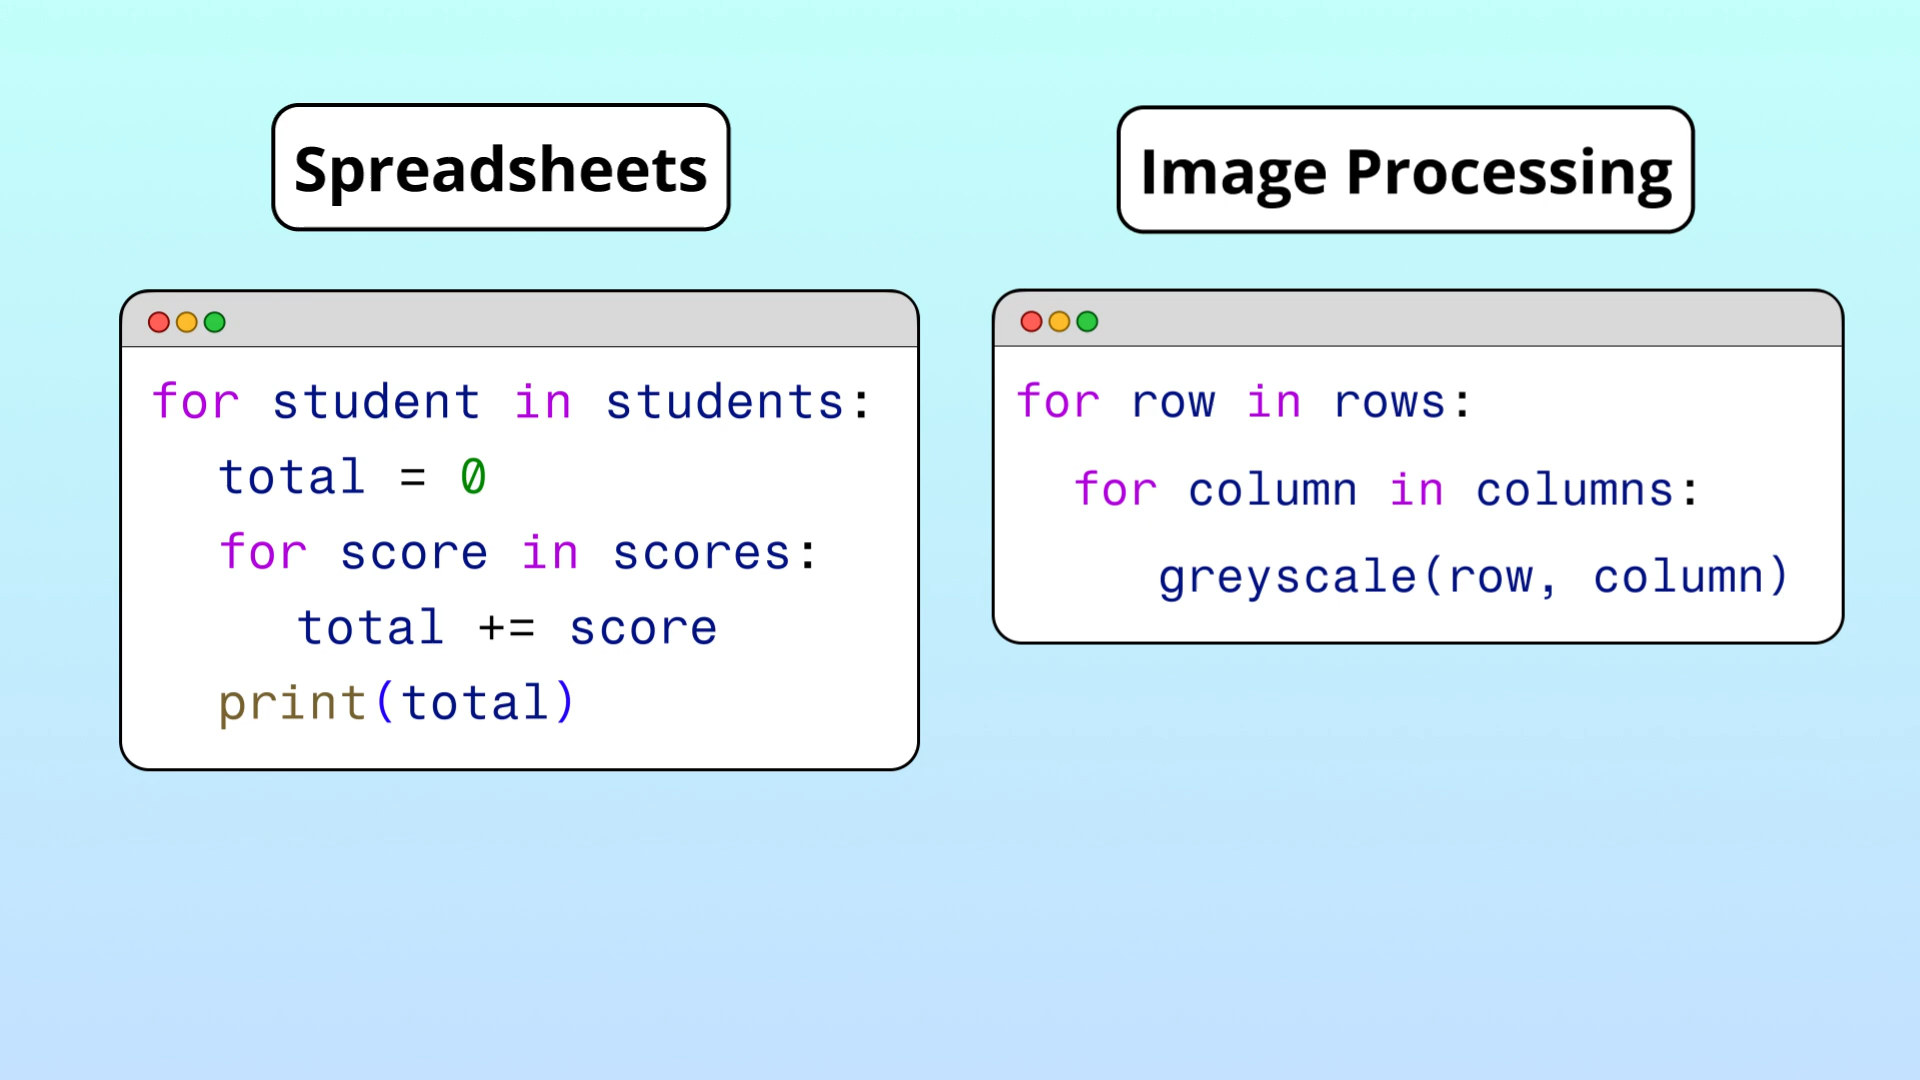 Spreadsheets
for student in students:
total = 0
for score in scores:
total += score
print(total)
Image Processing
for row in rows:
for column in columns:
greyscale(row, column)